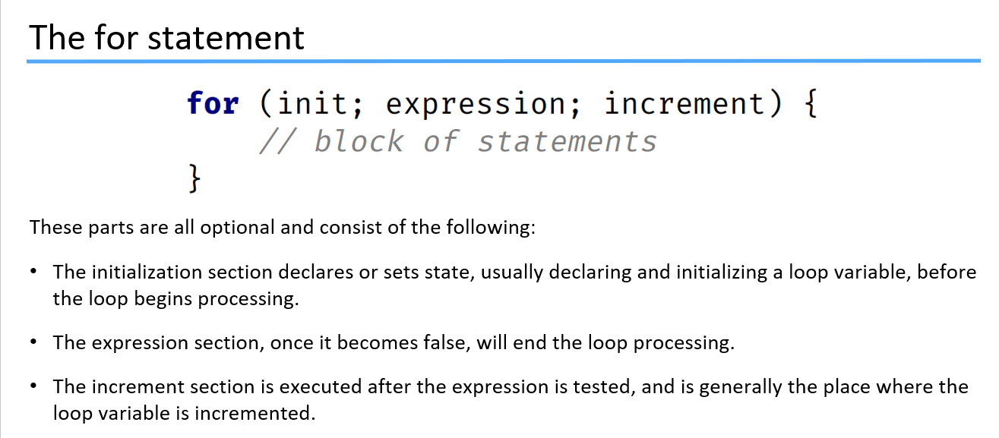 The for statement
for (init; expression; increment) {
// block of statements
}
These parts are all optional and consist of the following:
• The initialization section declares or sets state, usually declaring and initializing a loop variable, before
the loop begins processing.
• The expression section, once it becomes false, will end the loop processing.
• The increment section is executed after the expression is tested, and is generally the place where the
loop variable is incremented.